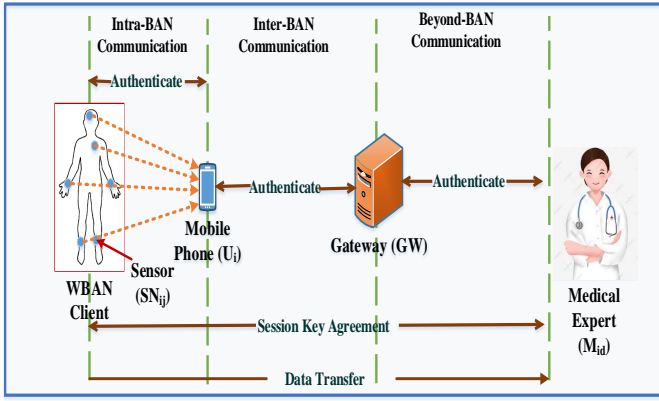 Intra-BAN
Communication
Inter-BAN
Communication
Beyond-BAN
Communication
Authenticate
Authenticate
Authenticate
Mobile
Phone (Ui)
Gateway (GW)
Sensor
(SNij)
WBAN
Client
Medical
Expert
(Mid)
Session Key Agreement
Data Transfer